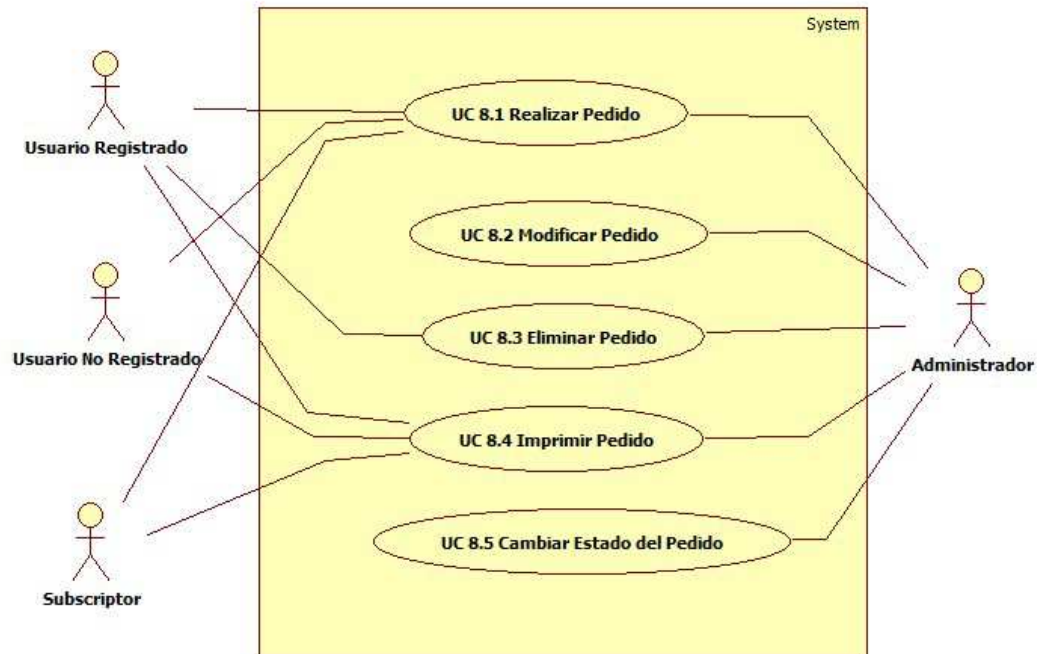 System
UC 8.1 Realizar Pedido
Usuario Registrado
UC 8.2 Modificar Pedido
UC 8.3 Eliminar Pedido
Usuario No Registrado
Administrador
UC 8.4 Imprimir Pedido
UC 8.5 Cambiar Estado del Pedido
Subscriptor